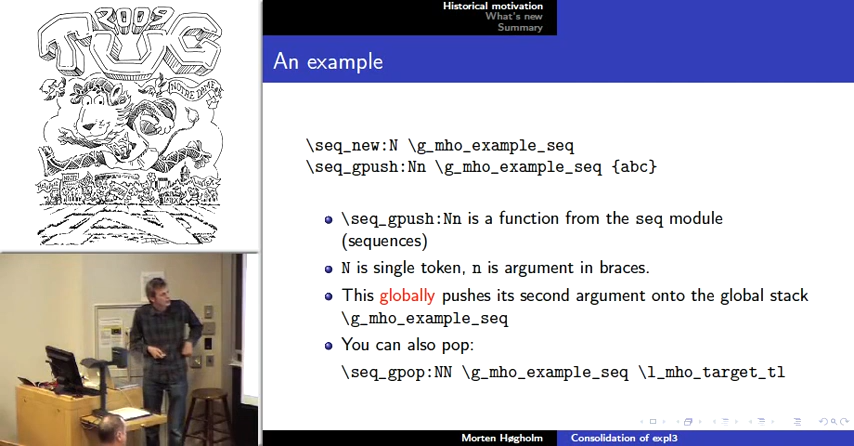 2009
TUG
NOTRE DAME
Historical motivation
What's new
Summary
An example
\seq_new:N \g_mho_example_seq
\seq_gpush:Nn \g_mho_example_seq {abc}
\seq_gpush:Nn is a function from the seq module
(sequences)
N is single token, n is argument in braces.
This globally pushes its second argument onto the global stack
\g_mho_example_seq
You can also pop:
\seq_gpop:NN \g_mho_example_seq \l_mho_target_tl
Morten Høgholm
Consolidation of expl3